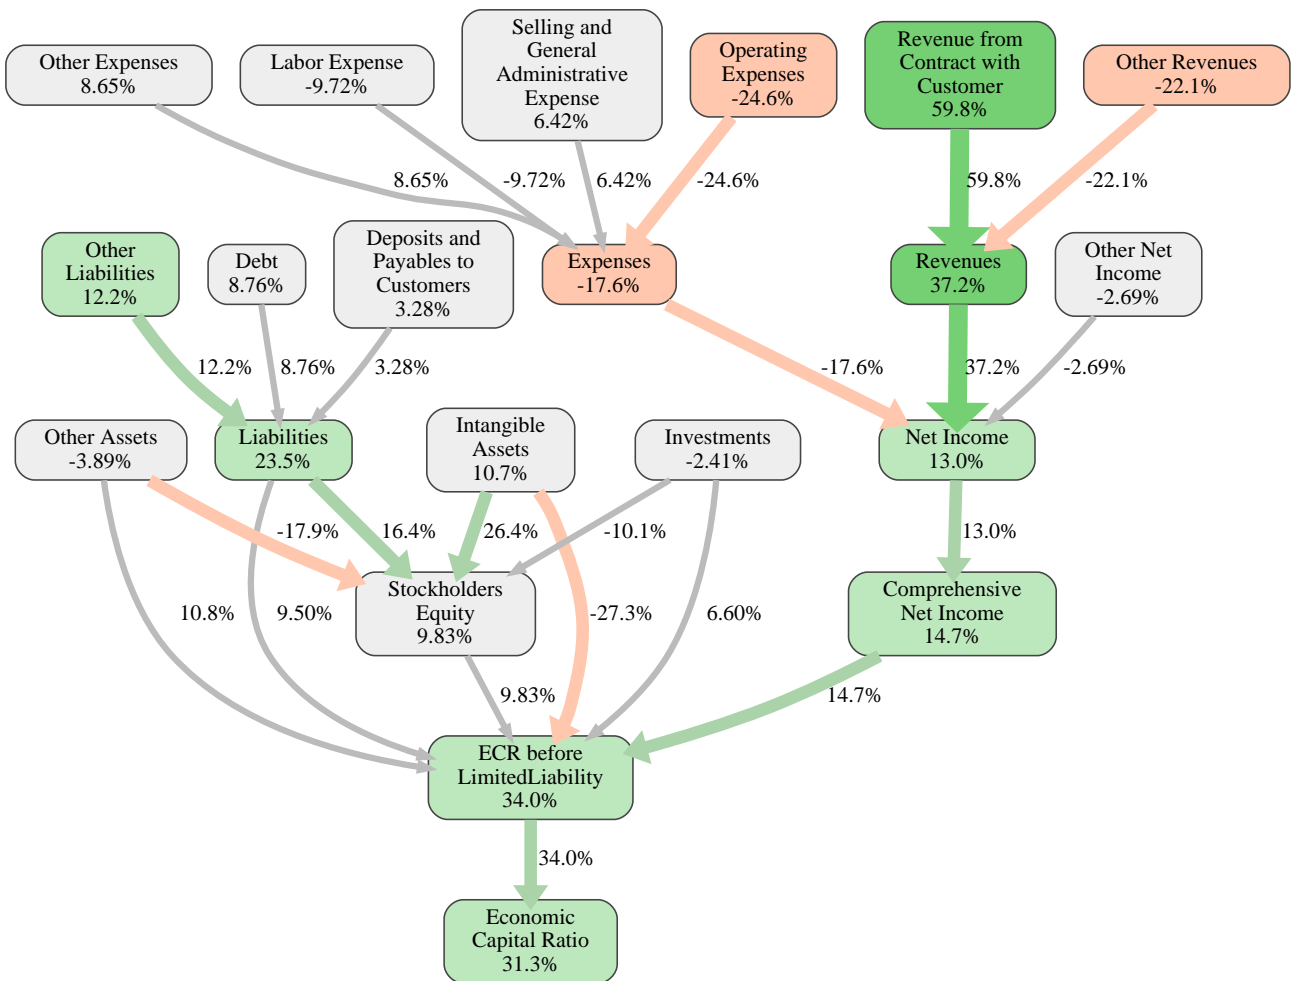 Other Expenses
8.65%
Labor Expense
-9.72%
Selling and
General
Administrative
Expense
6.42%
Operating
Expenses
-24.6%
Revenue from
Contract with
Customer
59.8%
Other Revenues
-22.1%
8.65%
-9.72%
6.42%
-24.6%
59.8%
-22.1%
Other
Liabilities
12.2%
Debt
8.76%
Deposits and
Payables to
Customers
3.28%
Expenses
-17.6%
Revenues
37.2%
Other Net
Income
-2.69%
12.2%
8.76%
3.28%
-17.6%
37.2%
-2.69%
Other Assets
-3.89%
Liabilities
23.5%
Intangible
Assets
10.7%
Investments
-2.41%
Net Income
13.0%
-17.9%
16.4%
26.4%
-10.1%
13.0%
10.8%
9.50%
Stockholders
Equity
9.83%
-27.3%
6.60%
Comprehensive
Net Income
14.7%
9.83%
14.7%
ECR before
LimitedLiability
34.0%
34.0%
Economic
Capital Ratio
31.3%